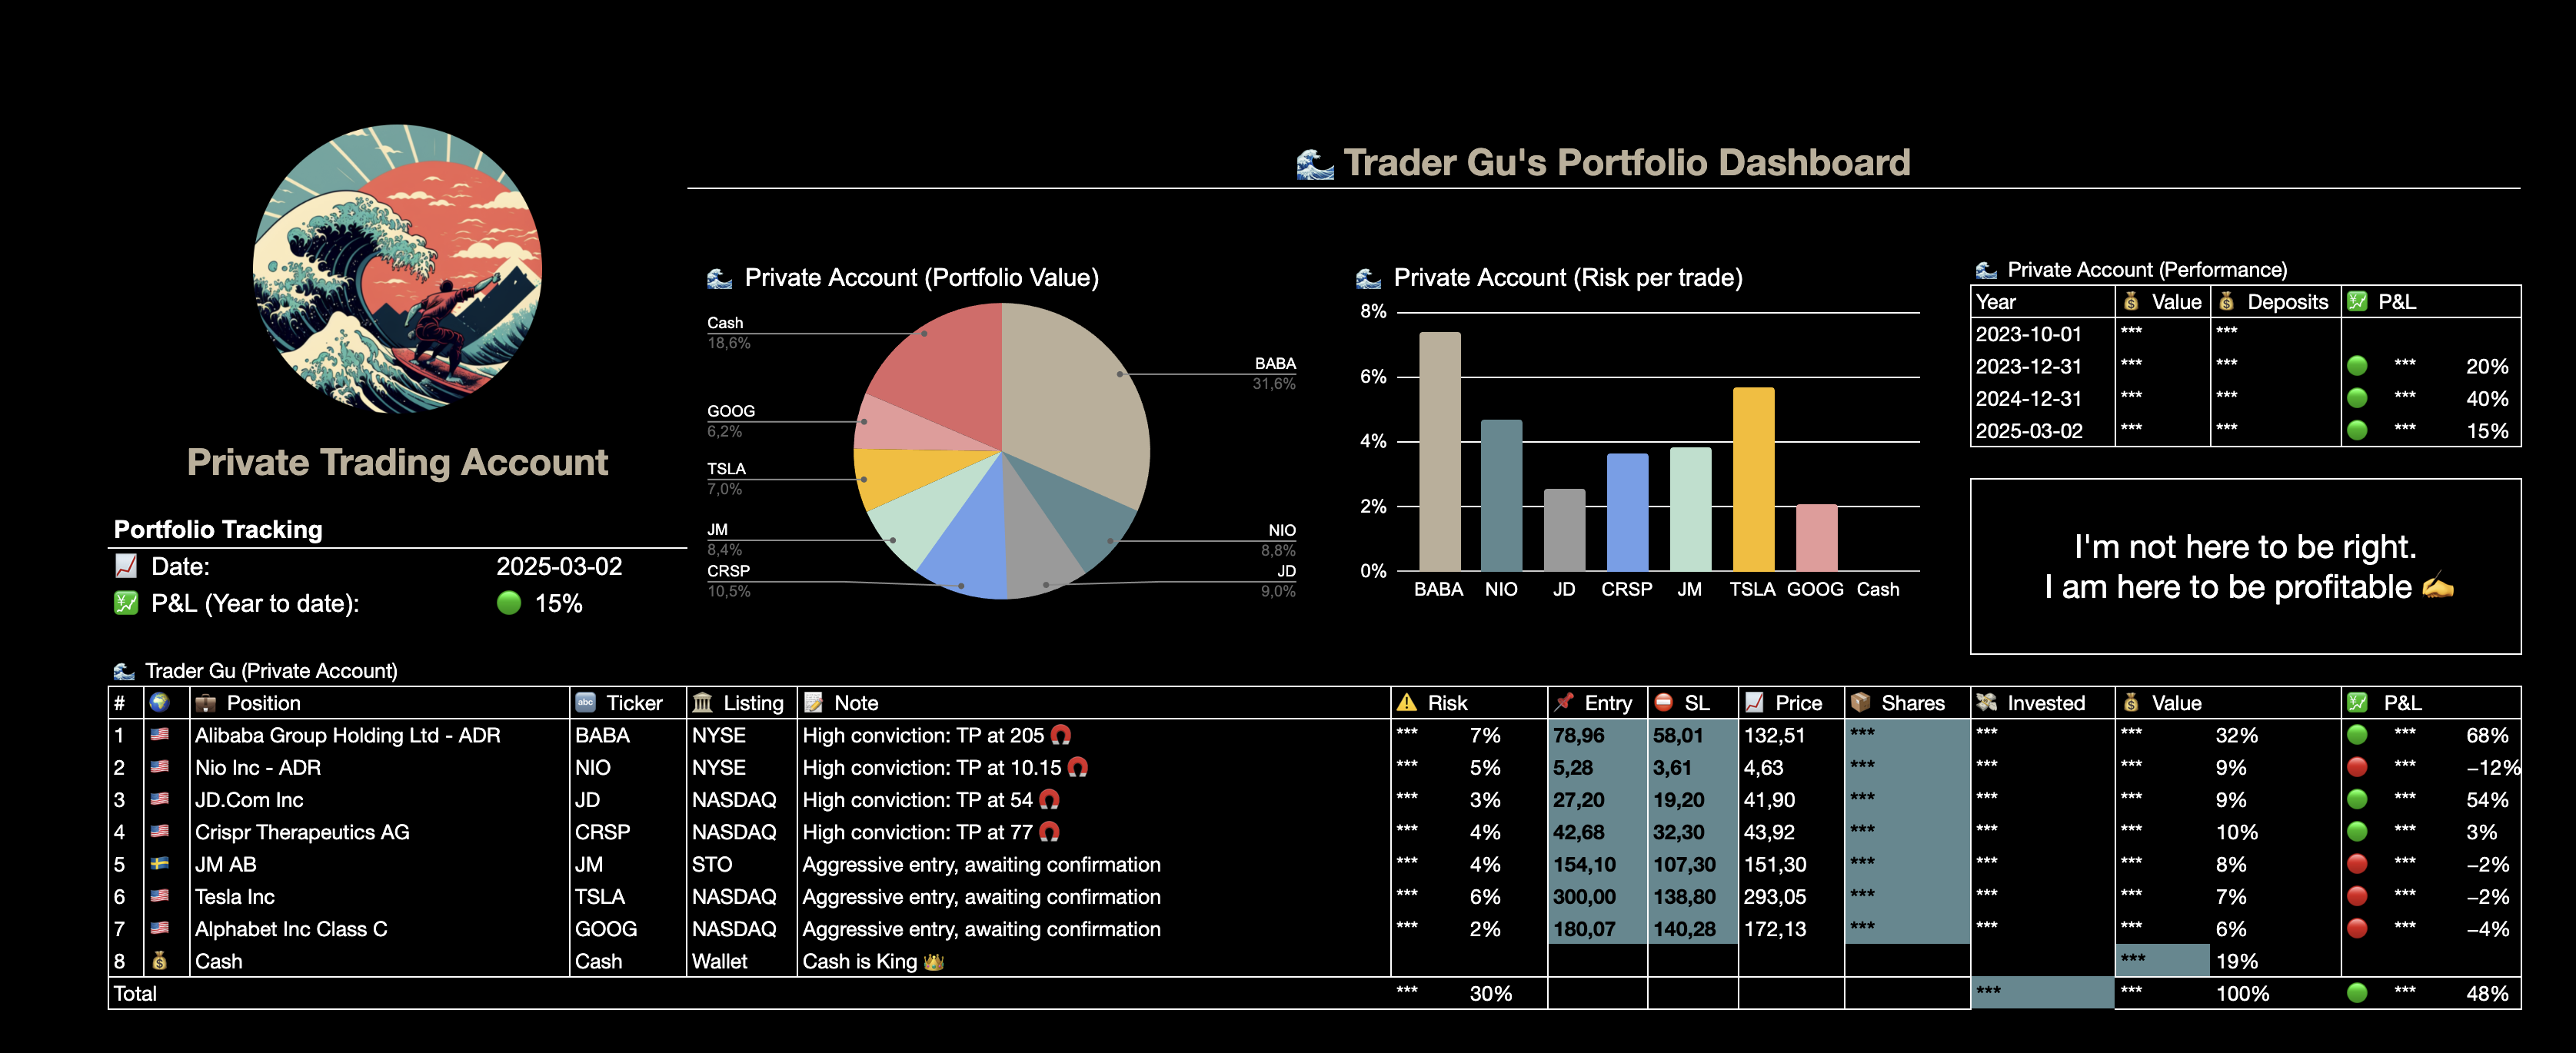 🌊 Trader Gu's Portfolio Dashboard
Private Trading Account
Portfolio Tracking
📈 Date: 2025-03-02
💹 P&L (Year to date): 🟢 15%
🌊 Private Account (Portfolio Value)
Cash
18,6%
GOOG
6,2%
TSLA
7,0%
JM
8,4%
CRSP
10,5%
BABA
31,6%
NIO
8,8%
JD
9,0%
🌊 Private Account (Risk per trade)
8%
6%
4%
2%
0%
BABA NIO JD CRSP JM TSLA GOOG Cash
🌊 Private Account (Performance)
Year 💰 Value 💰 Deposits 💹 P&L
2023-10-01 *** ***
2023-12-31 *** *** 🟢 *** 20%
2024-12-31 *** *** 🟢 *** 40%
2025-03-02 *** *** 🟢 *** 15%
I'm not here to be right.
I am here to be profitable ✍️
🌊 Trader Gu (Private Account)
# 🌍 💼 Position 🔤 Ticker 🏛️ Listing 📝 Note ⚠️ Risk 📌 Entry ⛔ SL 📈 Price 📦 Shares 💸 Invested 💰 Value 💹 P&L
1 🇺🇸 Alibaba Group Holding Ltd - ADR BABA NYSE High conviction: TP at 205 🧲 *** 7% 78,96 58,01 132,51 *** *** *** 32% 🟢 *** 68%
2 🇺🇸 Nio Inc - ADR NIO NYSE High conviction: TP at 10.15 🧲 *** 5% 5,28 3,61 4,63 *** *** *** 9% 🔴 *** −12%
3 🇺🇸 JD.Com Inc JD NASDAQ High conviction: TP at 54 🧲 *** 3% 27,20 19,20 41,90 *** *** *** 9% 🟢 *** 54%
4 🇺🇸 Crispr Therapeutics AG CRSP NASDAQ High conviction: TP at 77 🧲 *** 4% 42,68 32,30 43,92 *** *** *** 10% 🟢 *** 3%
5 🇸🇪 JM AB JM STO Aggressive entry, awaiting confirmation *** 4% 154,10 107,30 151,30 *** *** *** 8% 🔴 *** −2%
6 🇺🇸 Tesla Inc TSLA NASDAQ Aggressive entry, awaiting confirmation *** 6% 300,00 138,80 293,05 *** *** *** 7% 🔴 *** −2%
7 🇺🇸 Alphabet Inc Class C GOOG NASDAQ Aggressive entry, awaiting confirmation *** 2% 180,07 140,28 172,13 *** *** *** 6% 🔴 *** −4%
8 💰 Cash Cash Wallet Cash is King 👑 *** 19%
Total *** 30% *** *** 100% 🟢 *** 48%